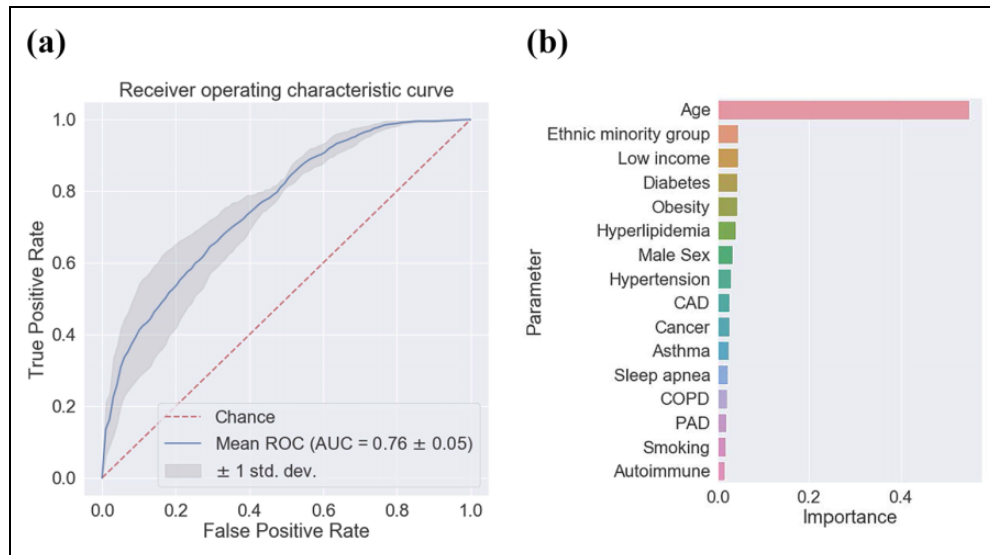 (a)
Receiver operating characteristic curve
True Positive Rate
1.0
0.8
0.6
0.4
0.2
0.0
Chance
Mean ROC (AUC = 0.76 ± 0.05)
± 1 std. dev.
0.0 0.2 0.4 0.6 0.8 1.0
False Positive Rate
(b)
Parameter
Age
Ethnic minority group
Low income
Diabetes
Obesity
Hyperlipidemia
Male Sex
Hypertension
CAD
Cancer
Asthma
Sleep apnea
COPD
PAD
Smoking
Autoimmune
0.0 0.2 0.4
Importance